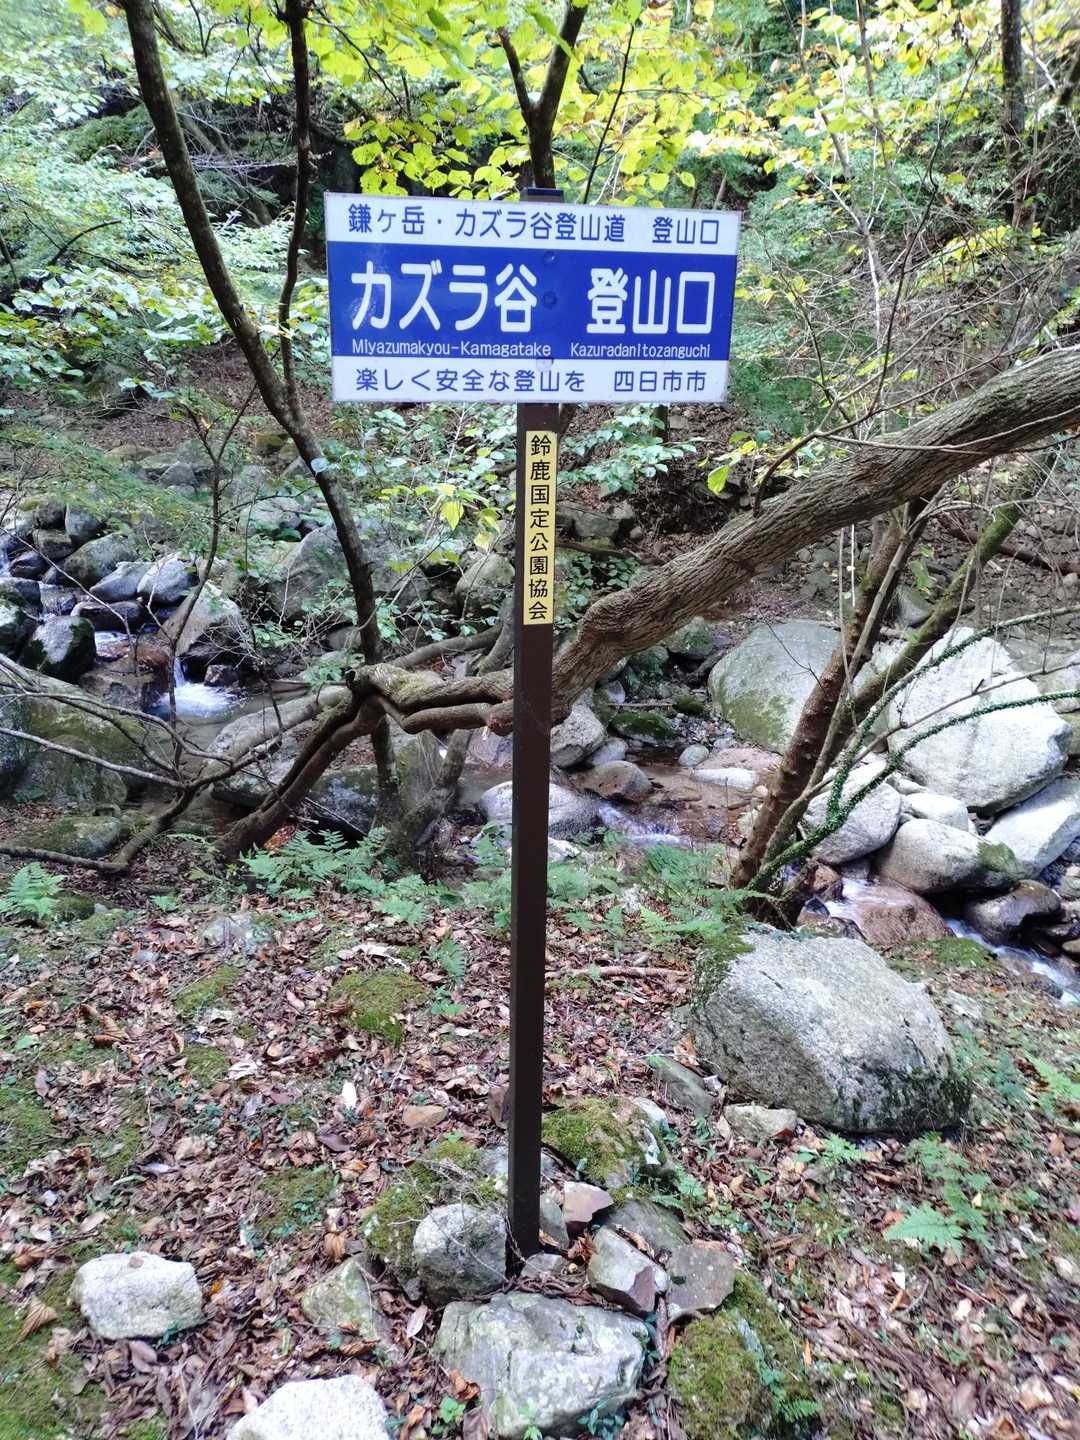 鎌ヶ岳・カズラ谷登山道　登山口
カズラ谷　登山口
Miyazumakyou-Kamagatake　Kazuradanitozanguchi
楽しく安全な登山を　四日市市
鈴鹿国定公園協会